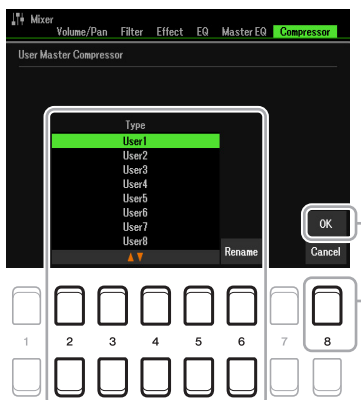 Mixer
Volume/Pan Filter Effect EQ Master EQ Compressor
User Master Compressor
Type
User1
User2
User3
User4
User5
User6
User7
User8
OK
Rename
Cancel
1 2 3 4 5 6 7 8